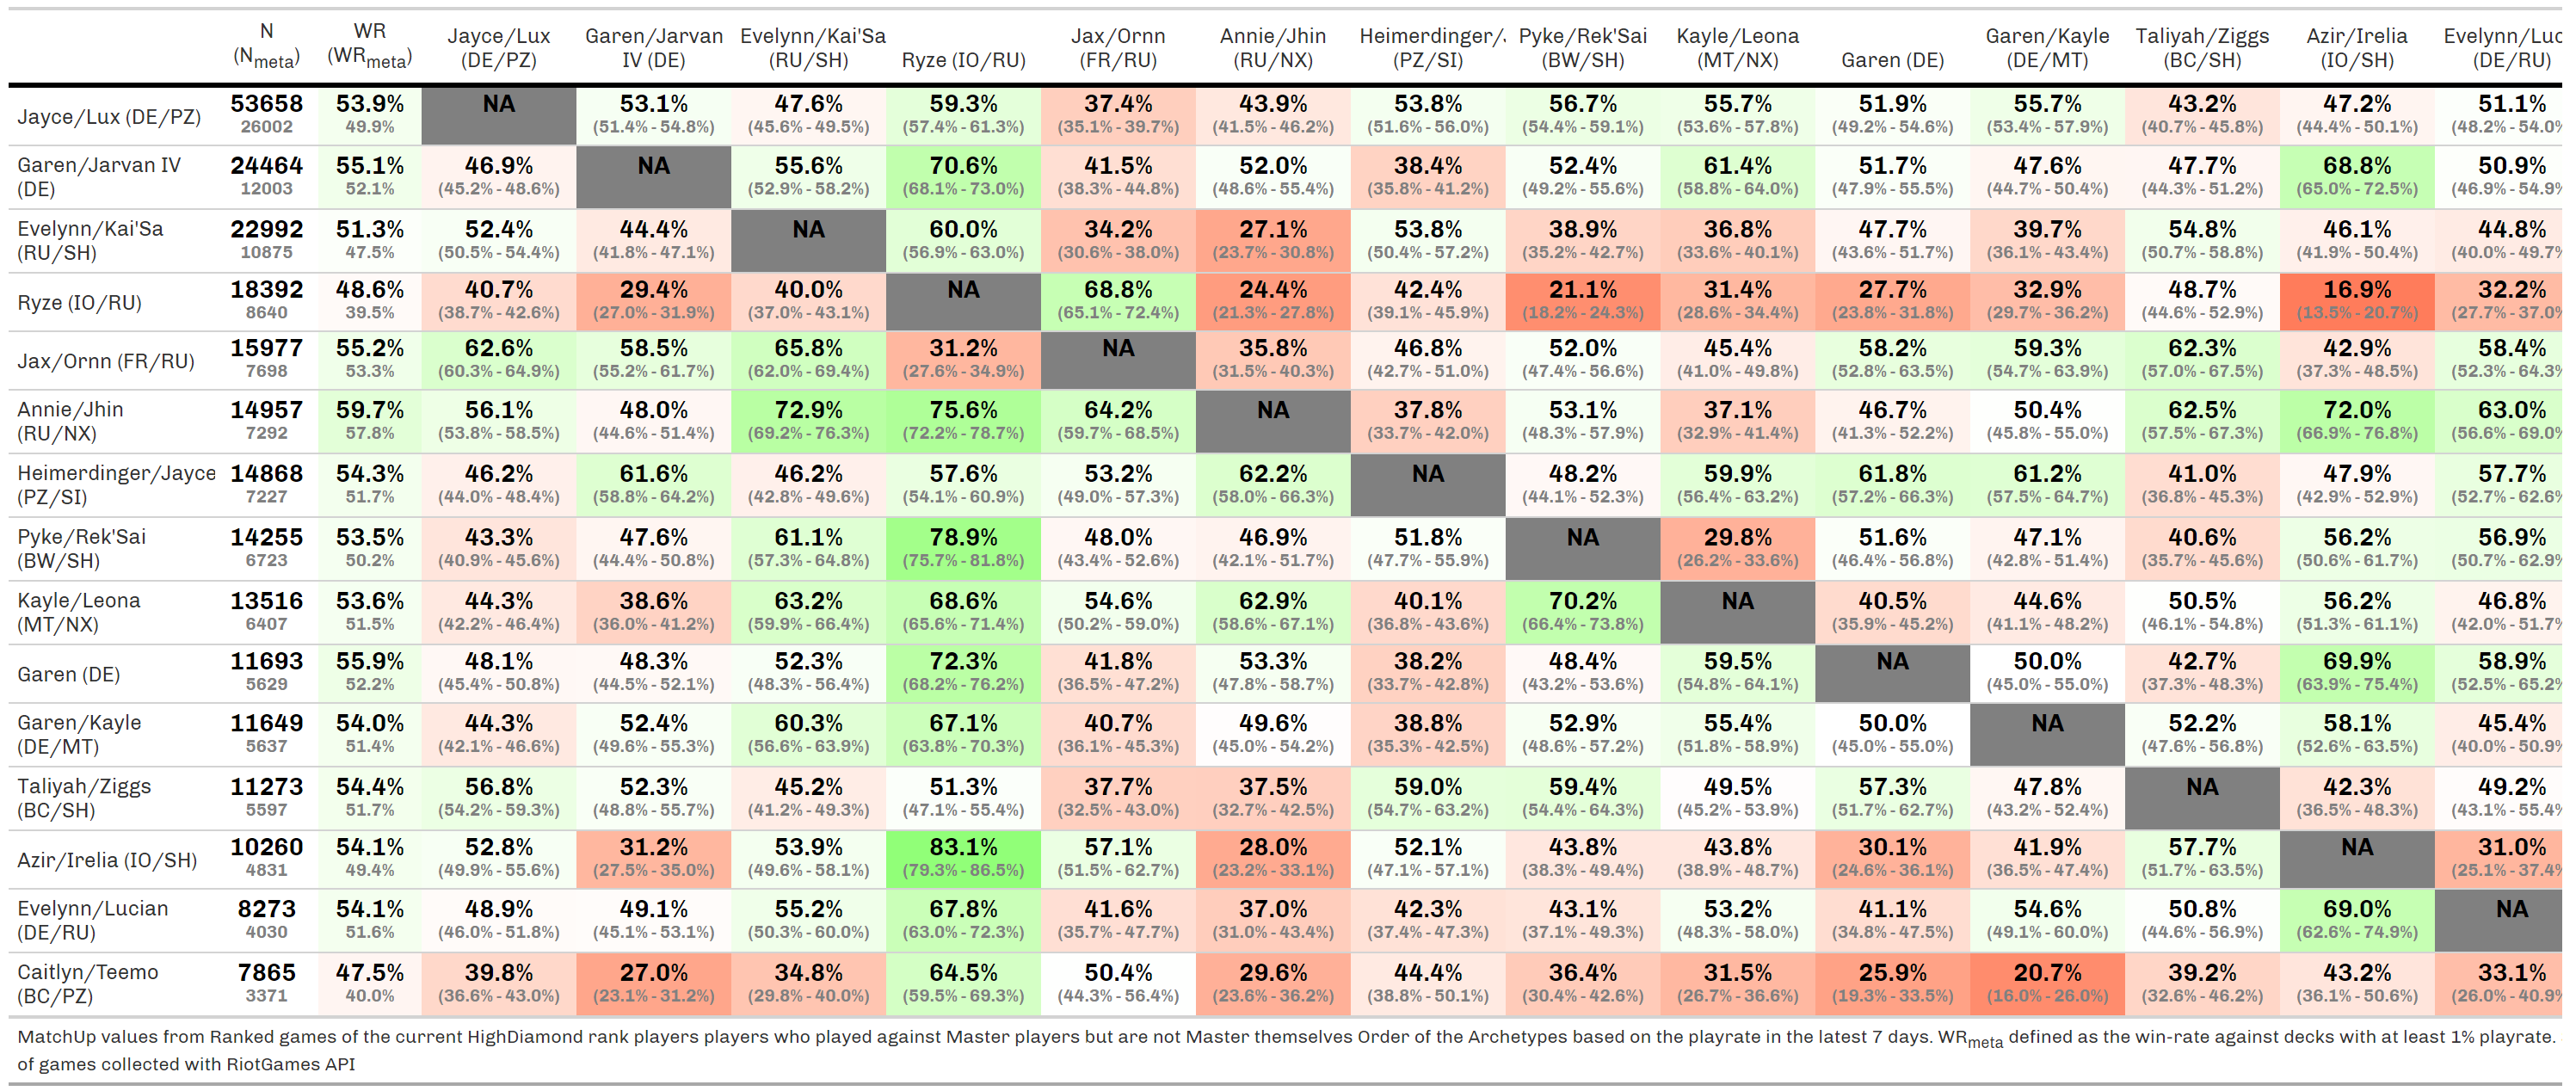 N WR Jayce/Lux Garen/Jarvan Evelynn/Kai'Sa Jax/Ornn Annie/Jhin Heimerdinger/ Pyke/Rek'Sai Kayle/Leona Garen/Kayle Taliyah/Ziggs Azir/Irelia Evelynn/Luc
(Nmeta) (WRmeta) (DE/PZ) IV (DE) (RU/SH) Ryze (IO/RU) (FR/RU) (RU/NX) (PZ/SI) (BW/SH) (MT/NX) Garen (DE) (DE/MT) (BC/SH) (IO/SH) (DE/RU)
Jayce/Lux (DE/PZ) 53658 53.9% NA 53.1% 47.6% 59.3% 37.4% 43.9% 53.8% 56.7% 55.7% 51.9% 55.7% 43.2% 47.2% 51.1%
26002 49.9% (51.4% - 54.8%) (45.6% - 49.5%) (57.4% - 61.3%) (35.1% - 39.7%) (41.5% - 46.2%) (51.6% - 56.0%) (54.4% - 59.1%) (53.6% - 57.8%) (49.2% - 54.6%) (53.4% - 57.9%) (40.7% - 45.8%) (44.4% - 50.1%) (48.2% - 54.0%
Garen/Jarvan IV 24464 55.1% 46.9% NA 55.6% 70.6% 41.5% 52.0% 38.4% 52.4% 61.4% 51.7% 47.6% 47.7% 68.8% 50.9%
(DE) 12003 52.1% (45.2% - 48.6%) (52.9% - 58.2%) (68.1% - 73.0%) (38.3% - 44.8%) (48.6% - 55.4%) (35.8% - 41.2%) (49.2% - 55.6%) (58.8% - 64.0%) (47.9% - 55.5%) (44.7% - 50.4%) (44.3% - 51.2%) (65.0% - 72.5%) (46.9% - 54.9%
Evelynn/Kai'Sa 22992 51.3% 52.4% 44.4% NA 60.0% 34.2% 27.1% 53.8% 38.9% 36.8% 47.7% 39.7% 54.8% 46.1% 44.8%
(RU/SH) 10875 47.5% (50.5% - 54.4%) (41.8% - 47.1%) (56.9% - 63.0%) (30.6% - 38.0%) (23.7% - 30.8%) (50.4% - 57.2%) (35.2% - 42.7%) (33.6% - 40.1%) (43.6% - 51.7%) (36.1% - 43.4%) (50.7% - 58.8%) (41.9% - 50.4%) (40.0% - 49.7%
Ryze (IO/RU) 18392 48.6% 40.7% 29.4% 40.0% NA 68.8% 24.4% 42.4% 21.1% 31.4% 27.7% 32.9% 48.7% 16.9% 32.2%
8640 39.5% (38.7% - 42.6%) (27.0% - 31.9%) (37.0% - 43.1%) (65.1% - 72.4%) (21.3% - 27.8%) (39.1% - 45.9%) (18.2% - 24.3%) (28.6% - 34.4%) (23.8% - 31.8%) (29.7% - 36.2%) (44.6% - 52.9%) (13.5% - 20.7%) (27.7% - 37.0%
Jax/Ornn (FR/RU) 15977 55.2% 62.6% 58.5% 65.8% 31.2% NA 35.8% 46.8% 52.0% 45.4% 58.2% 59.3% 62.3% 42.9% 58.4%
7698 53.3% (60.3% - 64.9%) (55.2% - 61.7%) (62.0% - 69.4%) (27.6% - 34.9%) (31.5% - 40.3%) (42.7% - 51.0%) (47.4% - 56.6%) (41.0% - 49.8%) (52.8% - 63.5%) (54.7% - 63.9%) (57.0% - 67.5%) (37.3% - 48.5%) (52.3% - 64.3%
Annie/Jhin 14957 59.7% 56.1% 48.0% 72.9% 75.6% 64.2% NA 37.8% 53.1% 37.1% 46.7% 50.4% 62.5% 72.0% 63.0%
(RU/NX) 7292 57.8% (53.8% - 58.5%) (44.6% - 51.4%) (69.2% - 76.3%) (72.2% - 78.7%) (59.7% - 68.5%) (33.7% - 42.0%) (48.3% - 57.9%) (32.9% - 41.4%) (41.3% - 52.2%) (45.8% - 55.0%) (57.5% - 67.3%) (66.9% - 76.8%) (56.6% - 69.0%
Heimerdinger/Jayce 14868 54.3% 46.2% 61.6% 46.2% 57.6% 53.2% 62.2% NA 48.2% 59.9% 61.8% 61.2% 41.0% 47.9% 57.7%
(PZ/SI) 7227 51.7% (44.0% - 48.4%) (58.8% - 64.2%) (42.8% - 49.6%) (54.1% - 60.9%) (49.0% - 57.3%) (58.0% - 66.3%) (44.1% - 52.3%) (56.4% - 63.2%) (57.2% - 66.3%) (57.5% - 64.7%) (36.8% - 45.3%) (42.9% - 52.9%) (52.7% - 62.6%
Pyke/Rek'Sai 14255 53.5% 43.3% 47.6% 61.1% 78.9% 48.0% 46.9% 51.8% NA 29.8% 51.6% 47.1% 40.6% 56.2% 56.9%
(BW/SH) 6723 50.2% (40.9% - 45.6%) (44.4% - 50.8%) (57.3% - 64.8%) (75.7% - 81.8%) (43.4% - 52.6%) (42.1% - 51.7%) (47.7% - 55.9%) (26.2% - 33.6%) (46.4% - 56.8%) (42.8% - 51.4%) (35.7% - 45.6%) (50.6% - 61.7%) (50.7% - 62.9%
Kayle/Leona 13516 53.6% 44.3% 38.6% 63.2% 68.6% 54.6% 62.9% 40.1% 70.2% NA 40.5% 44.6% 50.5% 56.2% 46.8%
(MT/NX) 6407 51.5% (42.2% - 46.4%) (36.0% - 41.2%) (59.9% - 66.4%) (65.6% - 71.4%) (50.2% - 59.0%) (58.6% - 67.1%) (36.8% - 43.6%) (66.4% - 73.8%) (35.9% - 45.2%) (41.1% - 48.2%) (46.1% - 54.8%) (51.3% - 61.1%) (42.0% - 51.7%
Garen (DE) 11693 55.9% 48.1% 48.3% 52.3% 72.3% 41.8% 53.3% 38.2% 48.4% 59.5% NA 50.0% 42.7% 69.9% 58.9%
5629 52.2% (45.4% - 50.8%) (44.5% - 52.1%) (48.3% - 56.4%) (68.2% - 76.2%) (36.5% - 47.2%) (47.8% - 58.7%) (33.7% - 42.8%) (43.2% - 53.6%) (54.8% - 64.1%) (45.0% - 55.0%) (37.3% - 48.3%) (63.9% - 75.4%) (52.5% - 65.2%
Garen/Kayle 11649 54.0% 44.3% 52.4% 60.3% 67.1% 40.7% 49.6% 38.8% 52.9% 55.4% 50.0% NA 52.2% 58.1% 45.4%
(DE/MT) 5637 51.4% (42.1% - 46.6%) (49.6% - 55.3%) (56.6% - 63.9%) (63.8% - 70.3%) (36.1% - 45.3%) (45.0% - 54.2%) (35.3% - 42.5%) (48.6% - 57.2%) (51.8% - 58.9%) (45.0% - 55.0%) (47.6% - 56.8%) (52.6% - 63.5%) (40.0% - 50.9%
Taliyah/Ziggs 11273 54.4% 56.8% 52.3% 45.2% 51.3% 37.7% 37.5% 59.0% 59.4% 49.5% 57.3% 47.8% NA 42.3% 49.2%
(BC/SH) 5597 51.7% (54.2% - 59.3%) (48.8% - 55.7%) (41.2% - 49.3%) (47.1% - 55.4%) (32.5% - 43.0%) (32.7% - 42.5%) (54.7% - 63.2%) (54.4% - 64.3%) (45.2% - 53.9%) (51.7% - 62.7%) (43.2% - 52.4%) (36.5% - 48.3%) (43.1% - 55.4%
Azir/Irelia (IO/SH) 10260 54.1% 52.8% 31.2% 53.9% 83.1% 57.1% 28.0% 52.1% 43.8% 43.8% 30.1% 41.9% 57.7% NA 31.0%
4831 49.4% (49.9% - 55.6%) (27.5% - 35.0%) (49.6% - 58.1%) (79.3% - 86.5%) (51.5% - 62.7%) (23.2% - 33.1%) (47.1% - 57.1%) (38.3% - 49.4%) (38.9% - 48.7%) (24.6% - 36.1%) (36.5% - 47.4%) (51.7% - 63.5%) (25.1% - 37.4%
Evelynn/Lucian 8273 54.1% 48.9% 49.1% 55.2% 67.8% 41.6% 37.0% 42.3% 43.1% 53.2% 41.1% 54.6% 50.8% 69.0% NA
(DE/RU) 4030 51.6% (46.0% - 51.8%) (45.1% - 53.1%) (50.3% - 60.0%) (63.0% - 72.3%) (35.7% - 47.7%) (31.0% - 43.4%) (37.4% - 47.3%) (37.1% - 49.3%) (48.3% - 58.0%) (34.8% - 47.5%) (49.1% - 60.0%) (44.6% - 56.9%) (62.6% - 74.9%)
Caitlyn/Teemo 7865 47.5% 39.8% 27.0% 34.8% 64.5% 50.4% 29.6% 44.4% 36.4% 31.5% 25.9% 20.7% 39.2% 43.2% 33.1%
(BC/PZ) 3371 40.0% (36.6% - 43.0%) (23.1% - 31.2%) (29.8% - 40.0%) (59.5% - 69.3%) (44.3% - 56.4%) (23.6% - 36.2%) (38.8% - 50.1%) (30.4% - 42.6%) (26.7% - 36.6%) (19.3% - 33.5%) (16.0% - 26.0%) (32.6% - 46.2%) (36.1% - 50.6%) (26.0% - 40.9%
MatchUp values from Ranked games of the current HighDiamond rank players players who played against Master players but are not Master themselves Order of the Archetypes based on the playrate in the latest 7 days. WRmeta defined as the win-rate against decks with at least 1% playrate.
of games collected with RiotGames API